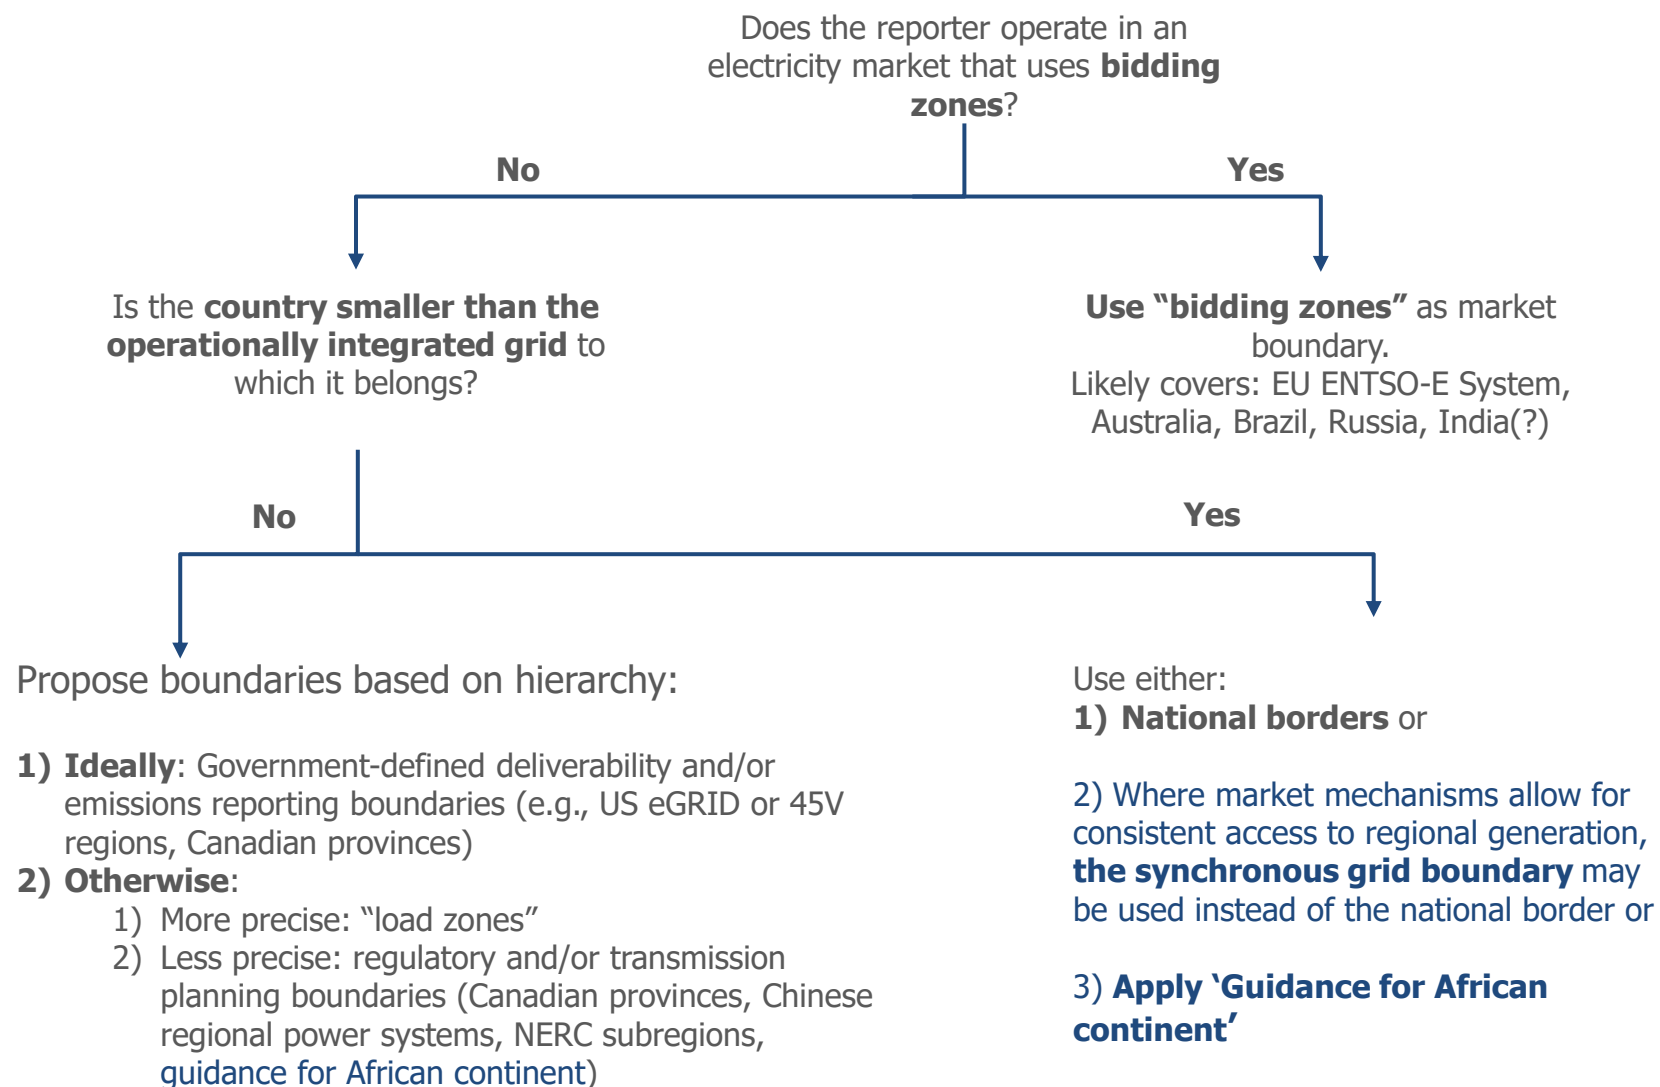 Does the reporter operate in an
electricity market that uses bidding
zones?
No
Yes
Is the country smaller than the
operationally integrated grid to
which it belongs?
Use “bidding zones” as market
boundary.
Likely covers: EU ENTSO-E System,
Australia, Brazil, Russia, India(?)
No
Yes
Propose boundaries based on hierarchy:
1) Ideally: Government-defined deliverability and/or
emissions reporting boundaries (e.g., US eGRID or 45V
regions, Canadian provinces)
2) Otherwise:
1) More precise: “load zones”
2) Less precise: regulatory and/or transmission
planning boundaries (Canadian provinces, Chinese
regional power systems, NERC subregions,
guidance for African continent)
Use either:
1) National borders or
2) Where market mechanisms allow for
consistent access to regional generation,
the synchronous grid boundary may
be used instead of the national border or
3) Apply ‘Guidance for African
continent’